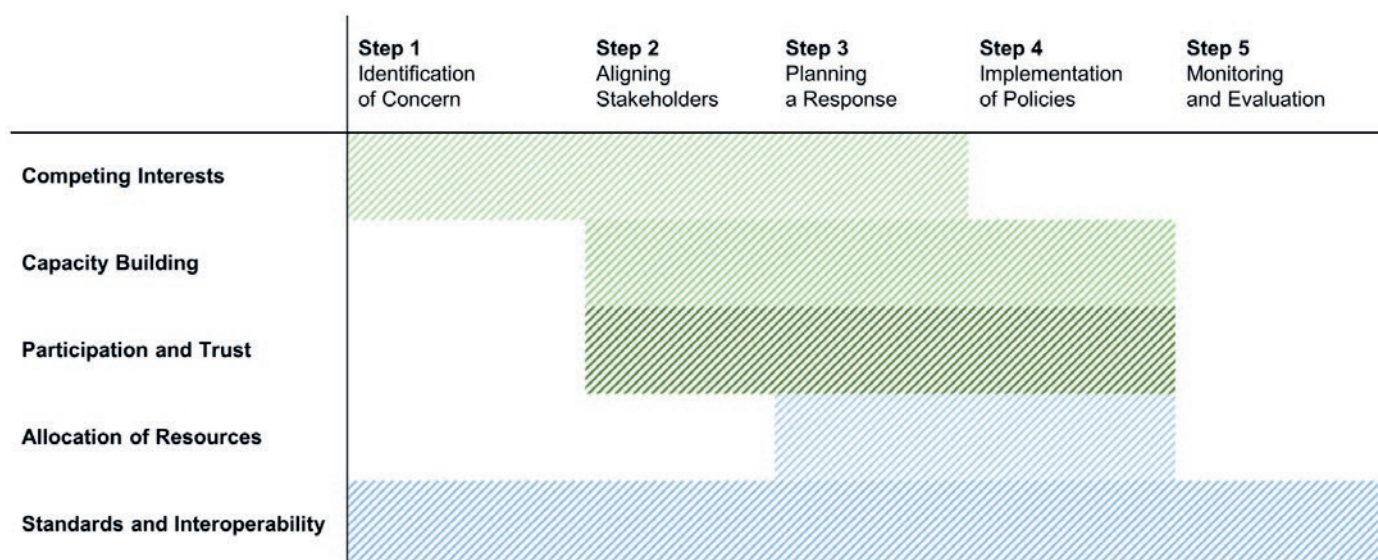 Step 1
Identification
of Concern
Step 2
Aligning
Stakeholders
Step 3
Planning
a Response
Step 4
Implementation
of Policies
Step 5
Monitoring
and Evaluation
Competing Interests
Capacity Building
Participation and Trust
Allocation of Resources
Standards and Interoperability